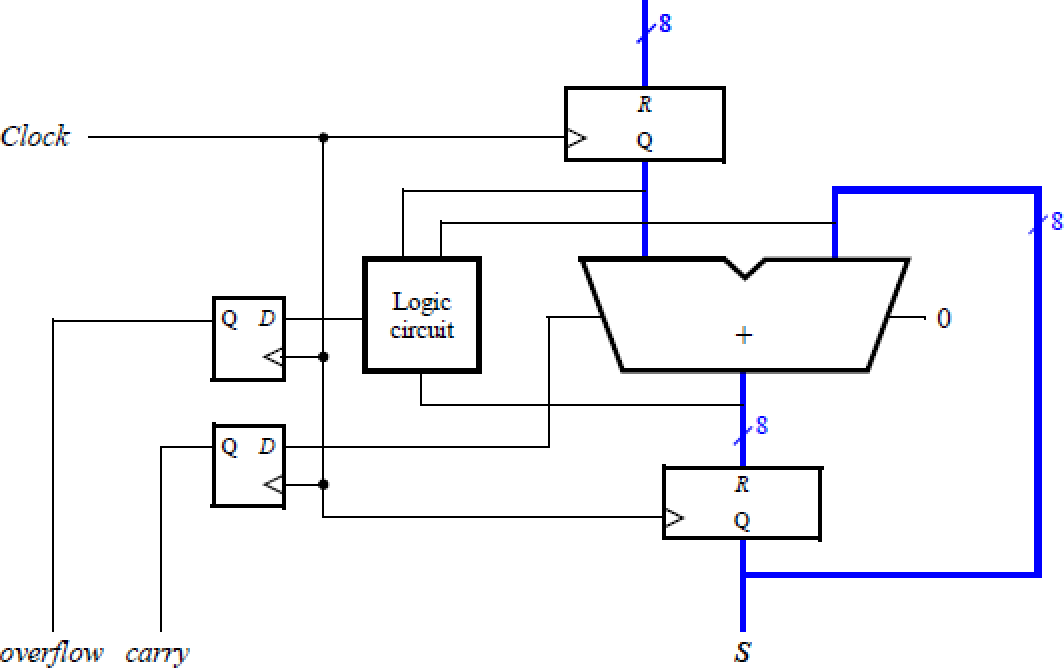 8
R
Clock
Q
8
Logic
circuit
Q D
0
+
8
Q D
R
Q
overflow carry
S